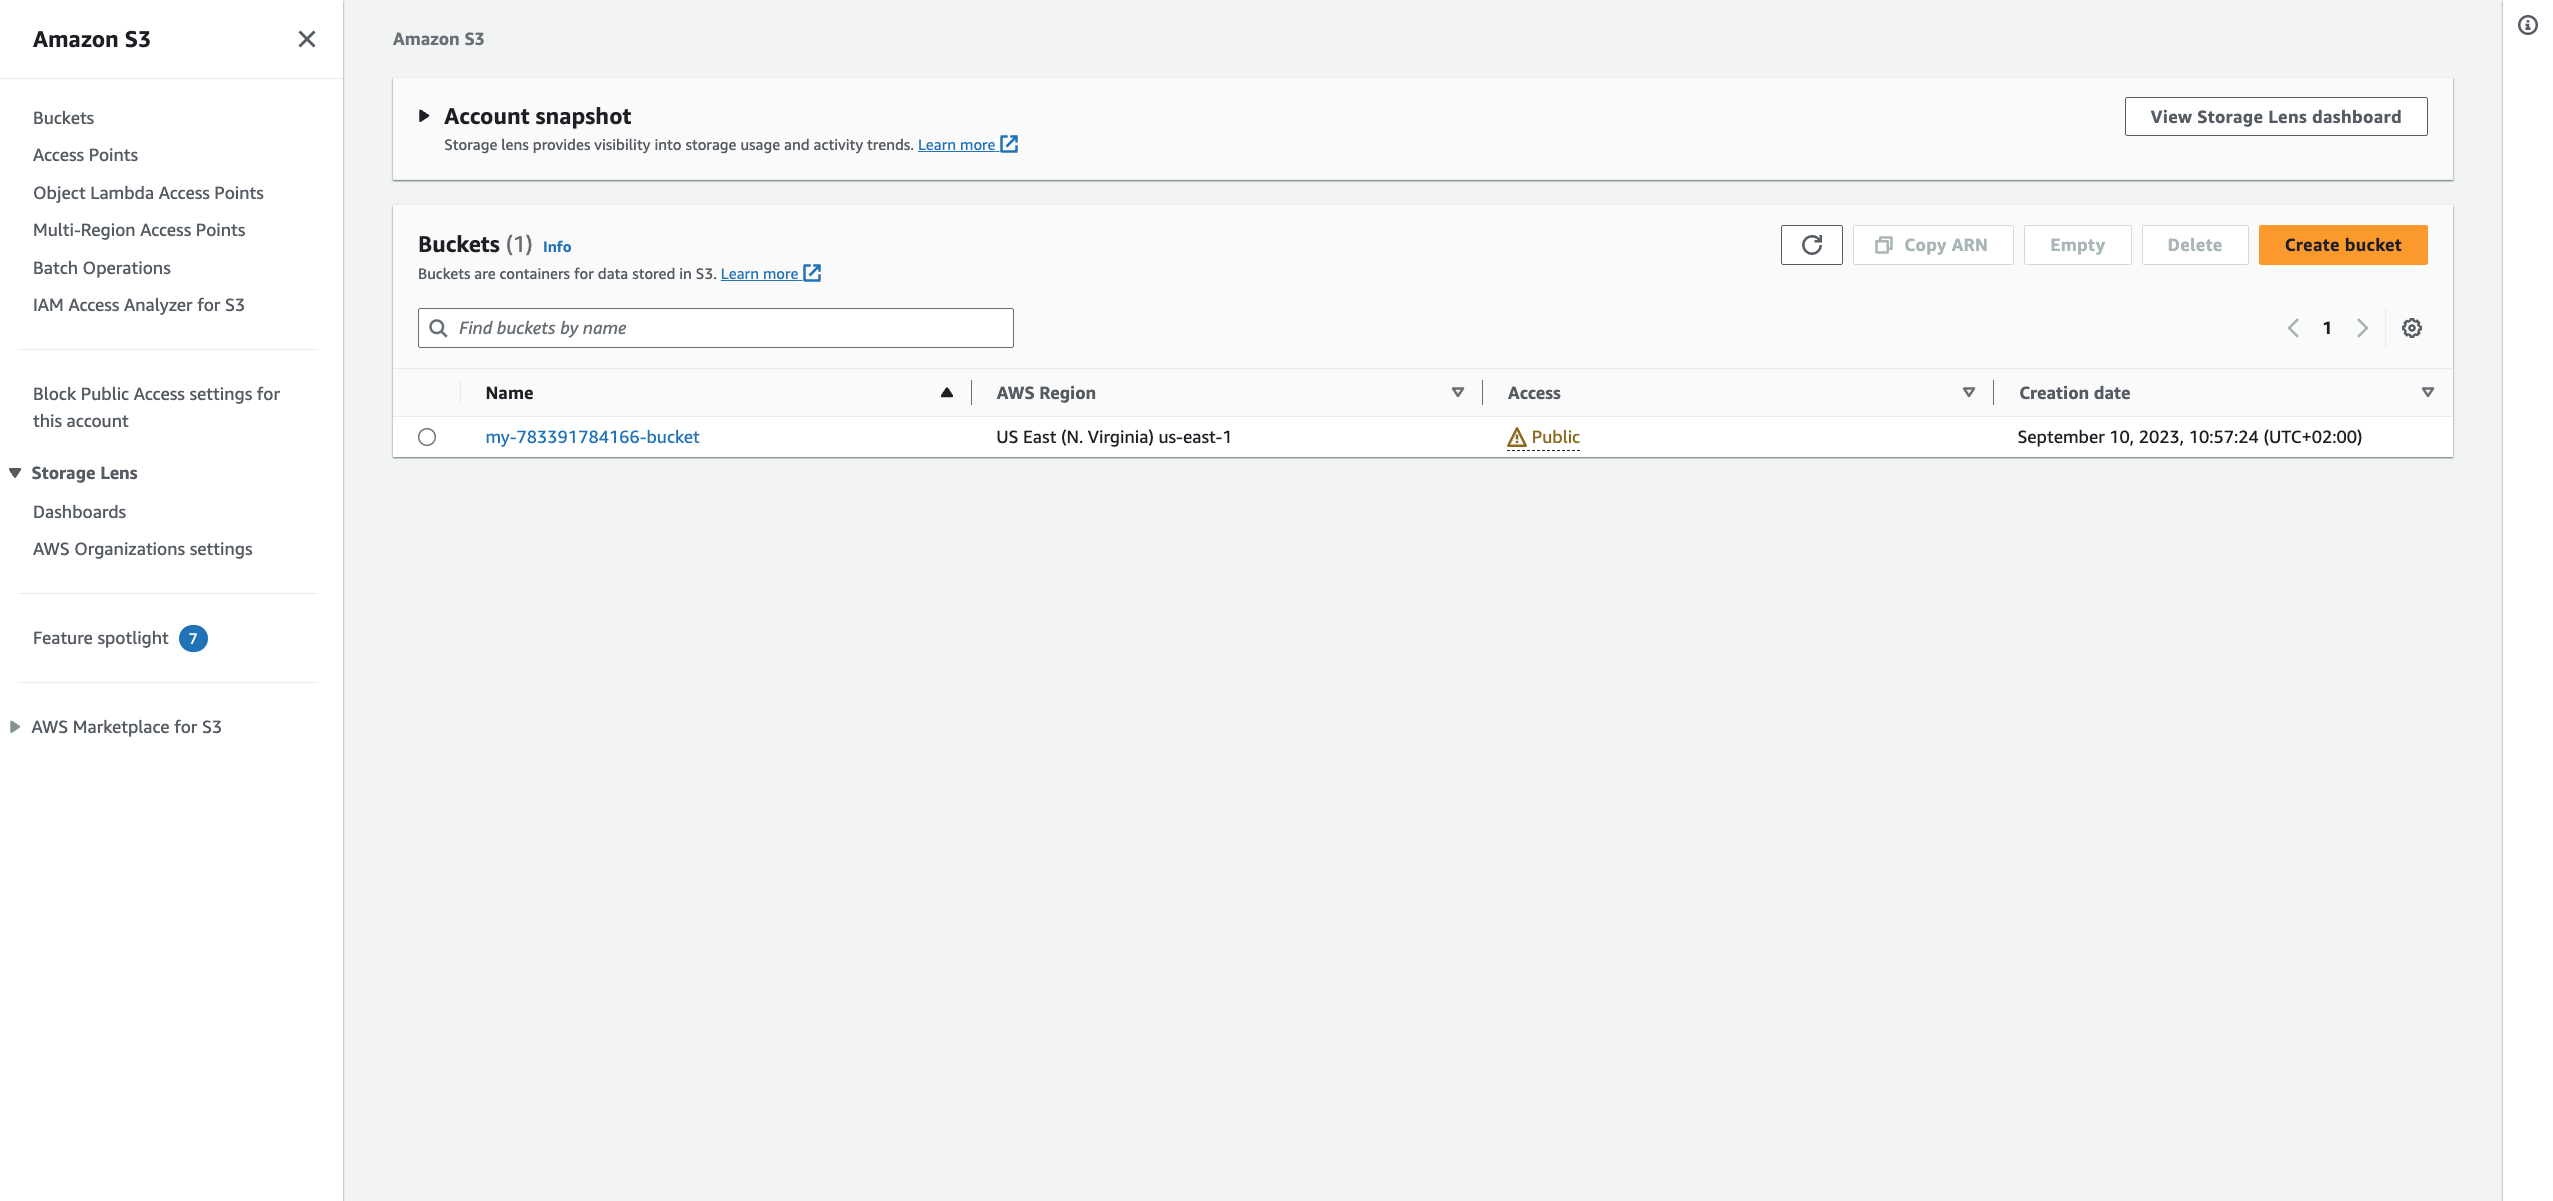 Amazon S3
Buckets
Access Points
Object Lambda Access Points
Multi-Region Access Points
Batch Operations
IAM Access Analyzer for S3
Block Public Access settings for
this account
Storage Lens
Dashboards
AWS Organizations settings
Feature spotlight 7
AWS Marketplace for S3
Amazon S3
Account snapshot
Storage lens provides visibility into storage usage and activity trends. Learn more
View Storage Lens dashboard
Buckets (1) Info
Buckets are containers for data stored in S3. Learn more
Copy ARN Empty Delete Create bucket
Find buckets by name
1
Name AWS Region Access Creation date
my-783391784166-bucket US East (N. Virginia) us-east-1 Public September 10, 2023, 10:57:24 (UTC+02:00)